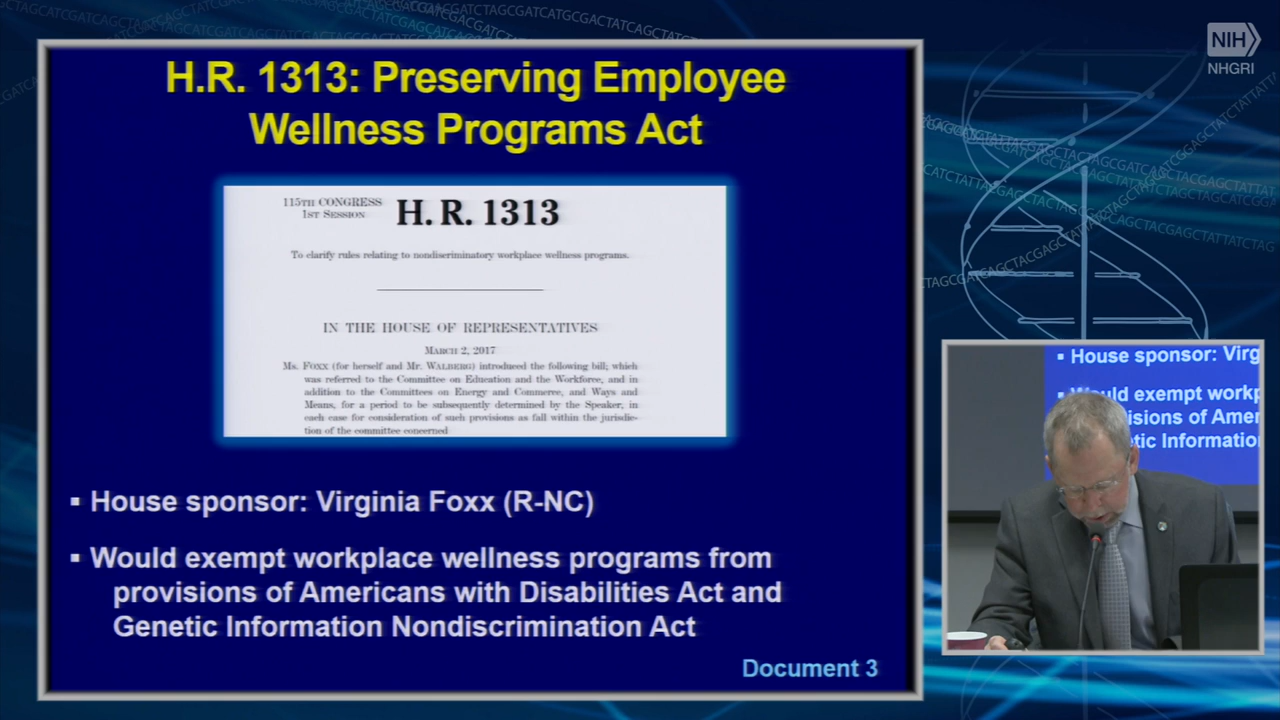 H.R. 1313: Preserving Employee
Wellness Programs Act
115TH CONGRESS
1ST SESSION
H. R. 1313
To clarify rules relating to nondiscriminatory workplace wellness programs.
IN THE HOUSE OF REPRESENTATIVES
MARCH 2, 2017
Ms. FOXX (for herself and Mr. WALBERG) introduced the following bill; which
was referred to the Committee on Education and the Workforce, and in
addition to the Committees on Energy and Commerce, and Ways and
Means, for a period to be subsequently determined by the Speaker, in
each case for consideration of such provisions as fall within the jurisdic-
tion of the committee concerned
▪ House sponsor: Virginia Foxx (R-NC)
▪ Would exempt workplace wellness programs from
provisions of Americans with Disabilities Act and
Genetic Information Nondiscrimination Act
Document 3
NIH
NHGRI
▪ House sponsor: Virg
uld exempt workp
isions of Amer
etic Information